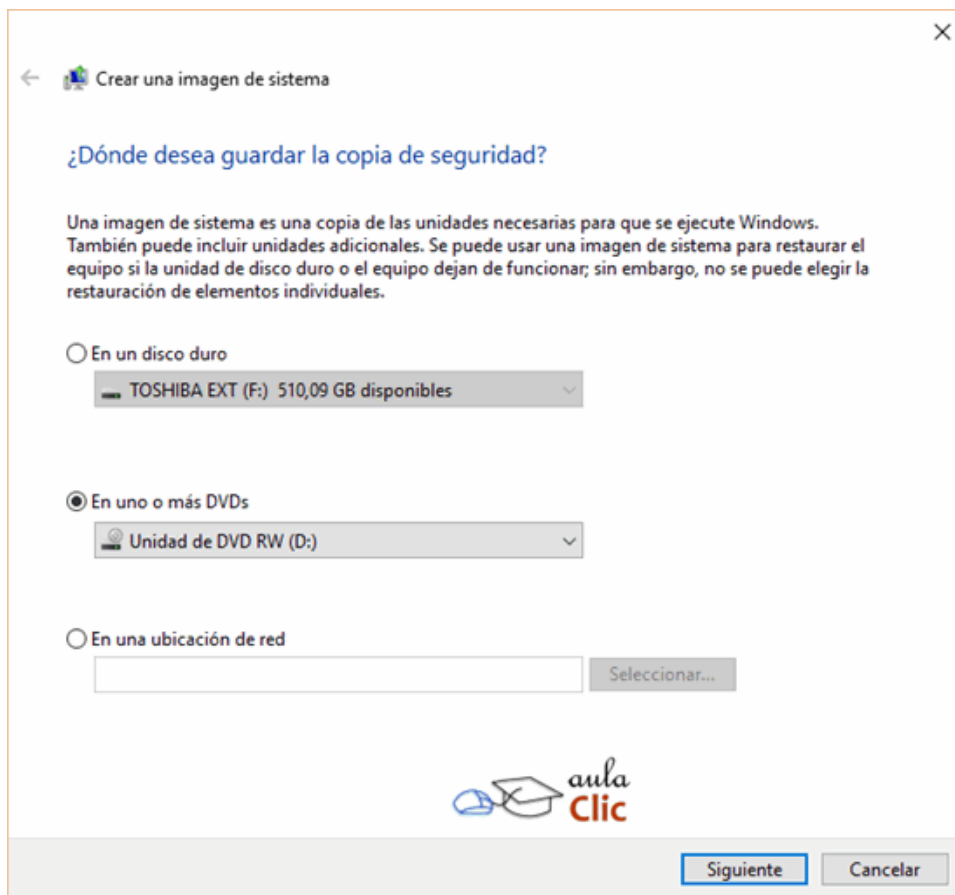 Crear una imagen de sistema
¿Dónde desea guardar la copia de seguridad?
Una imagen de sistema es una copia de las unidades necesarias para que se ejecute Windows.
También puede incluir unidades adicionales. Se puede usar una imagen de sistema para restaurar el
equipo si la unidad de disco duro o el equipo dejan de funcionar; sin embargo, no se puede elegir la
restauración de elementos individuales.
En un disco duro
TOSHIBA EXT (F:) 510,09 GB disponibles
En uno o más DVDs
Unidad de DVD RW (D:)
En una ubicación de red
Seleccionar...
aula
Clic
Siguiente Cancelar